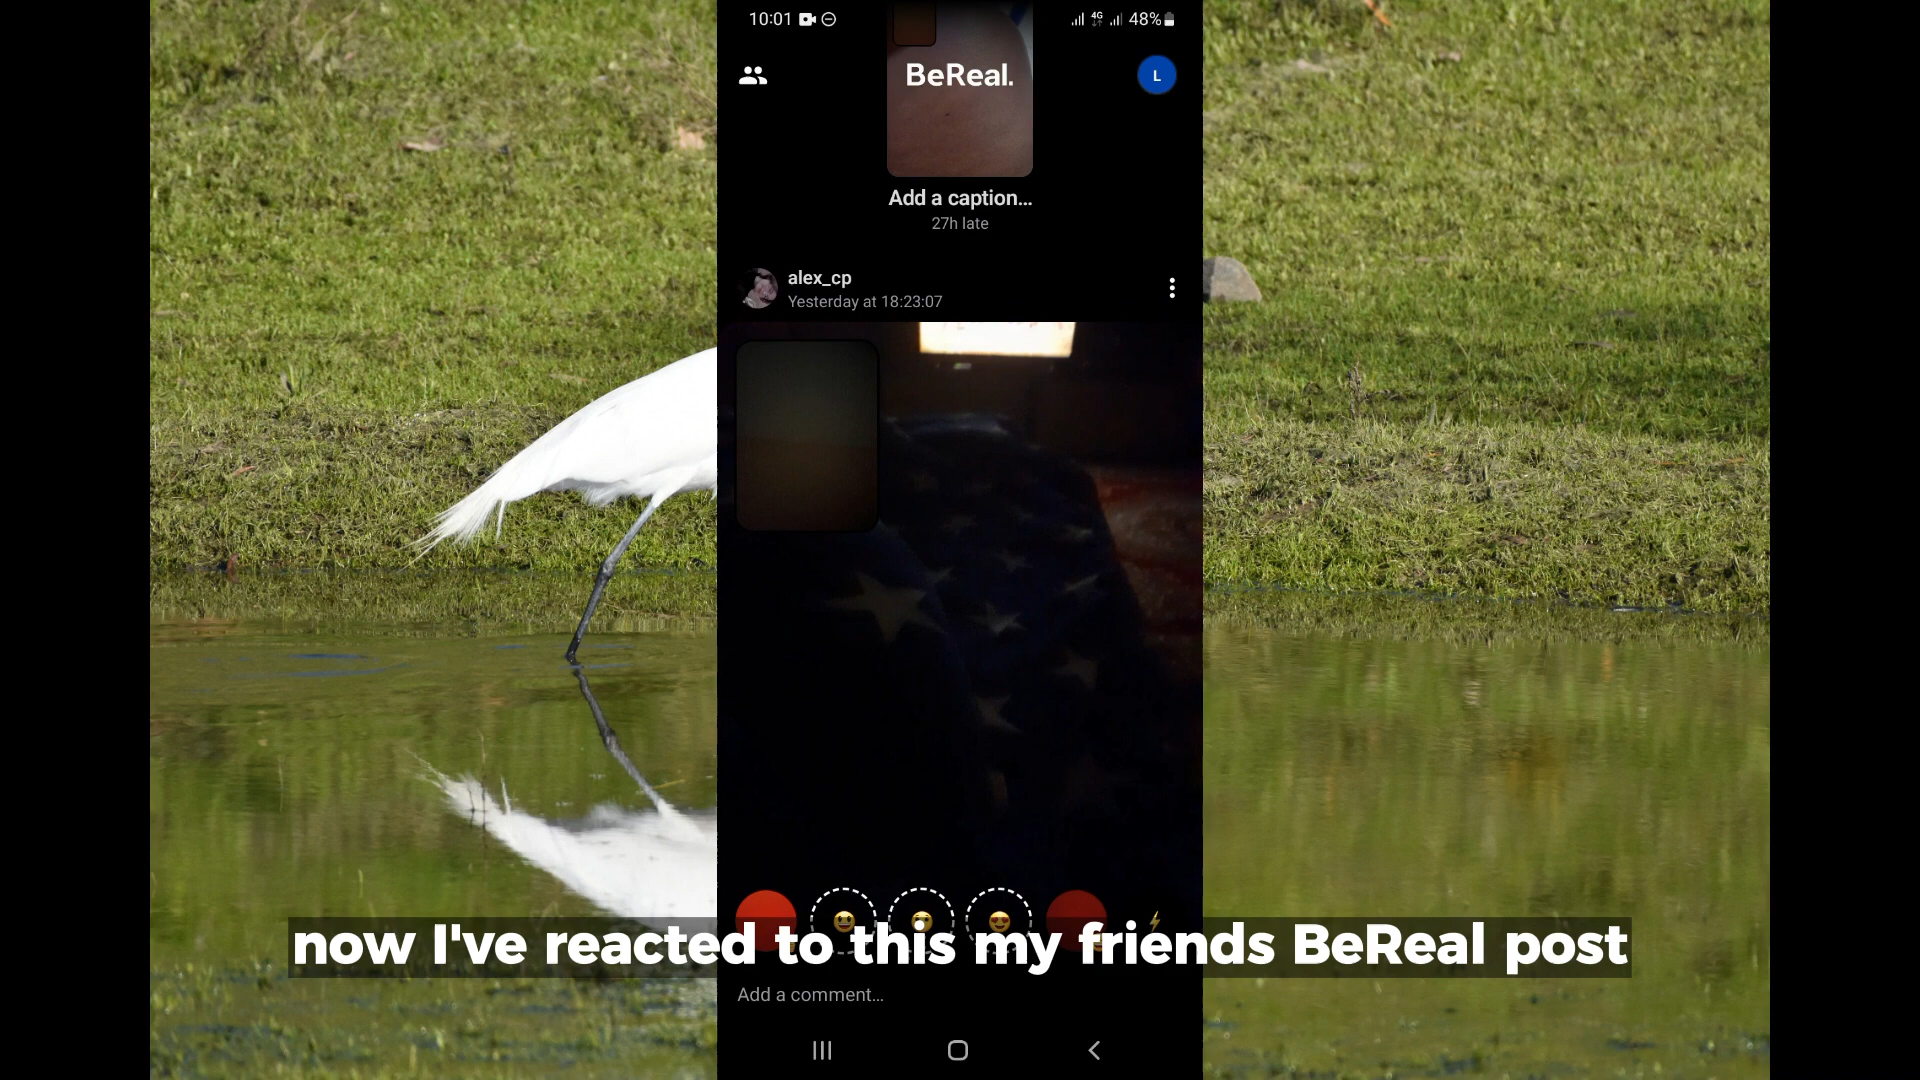 10:01
4G
48%
BeReal.
L
Add a caption...
27h late
alex_cp
Yesterday at 18:23:07
now I've reacted to this my friends BeReal post
Add a comment...